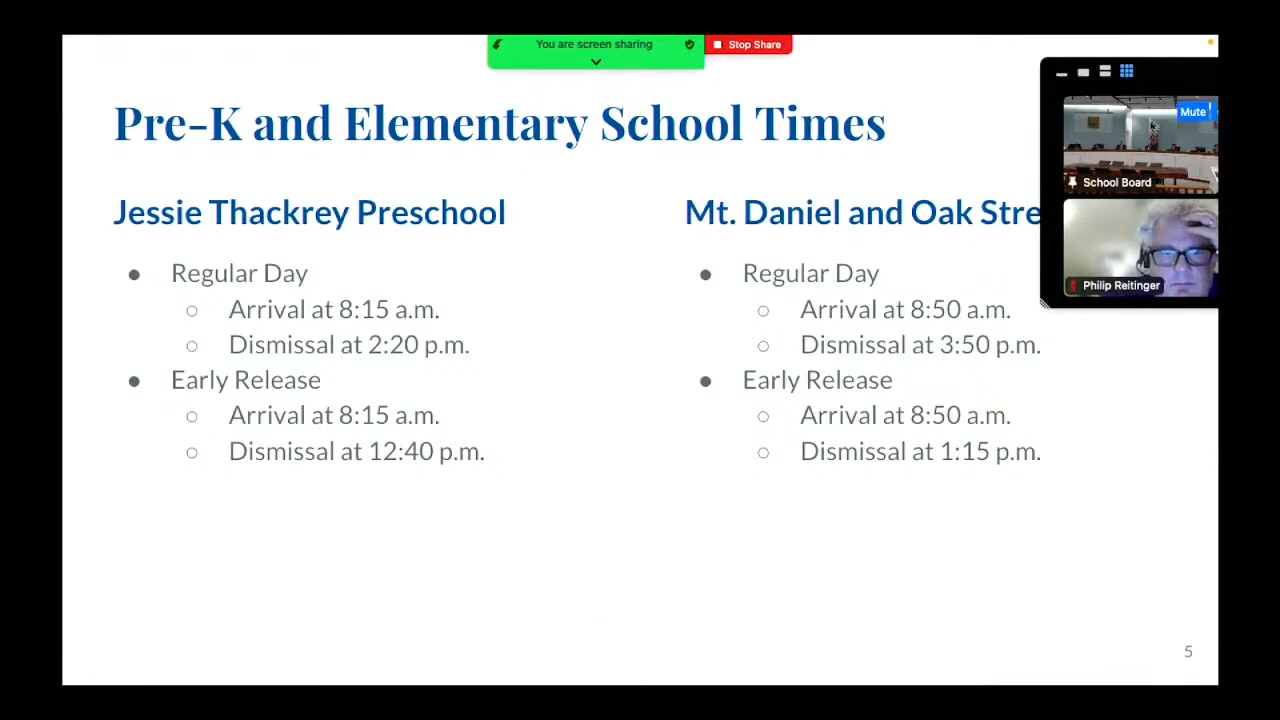 You are screen sharing
Stop Share
Pre-K and Elementary School Times
Mute
School Board
Philip Reitinger
Jessie Thackrey Preschool
● Regular Day
○ Arrival at 8:15 a.m.
○ Dismissal at 2:20 p.m.
● Early Release
○ Arrival at 8:15 a.m.
○ Dismissal at 12:40 p.m.
Mt. Daniel and Oak Stre
● Regular Day
○ Arrival at 8:50 a.m.
○ Dismissal at 3:50 p.m.
● Early Release
○ Arrival at 8:50 a.m.
○ Dismissal at 1:15 p.m.
5